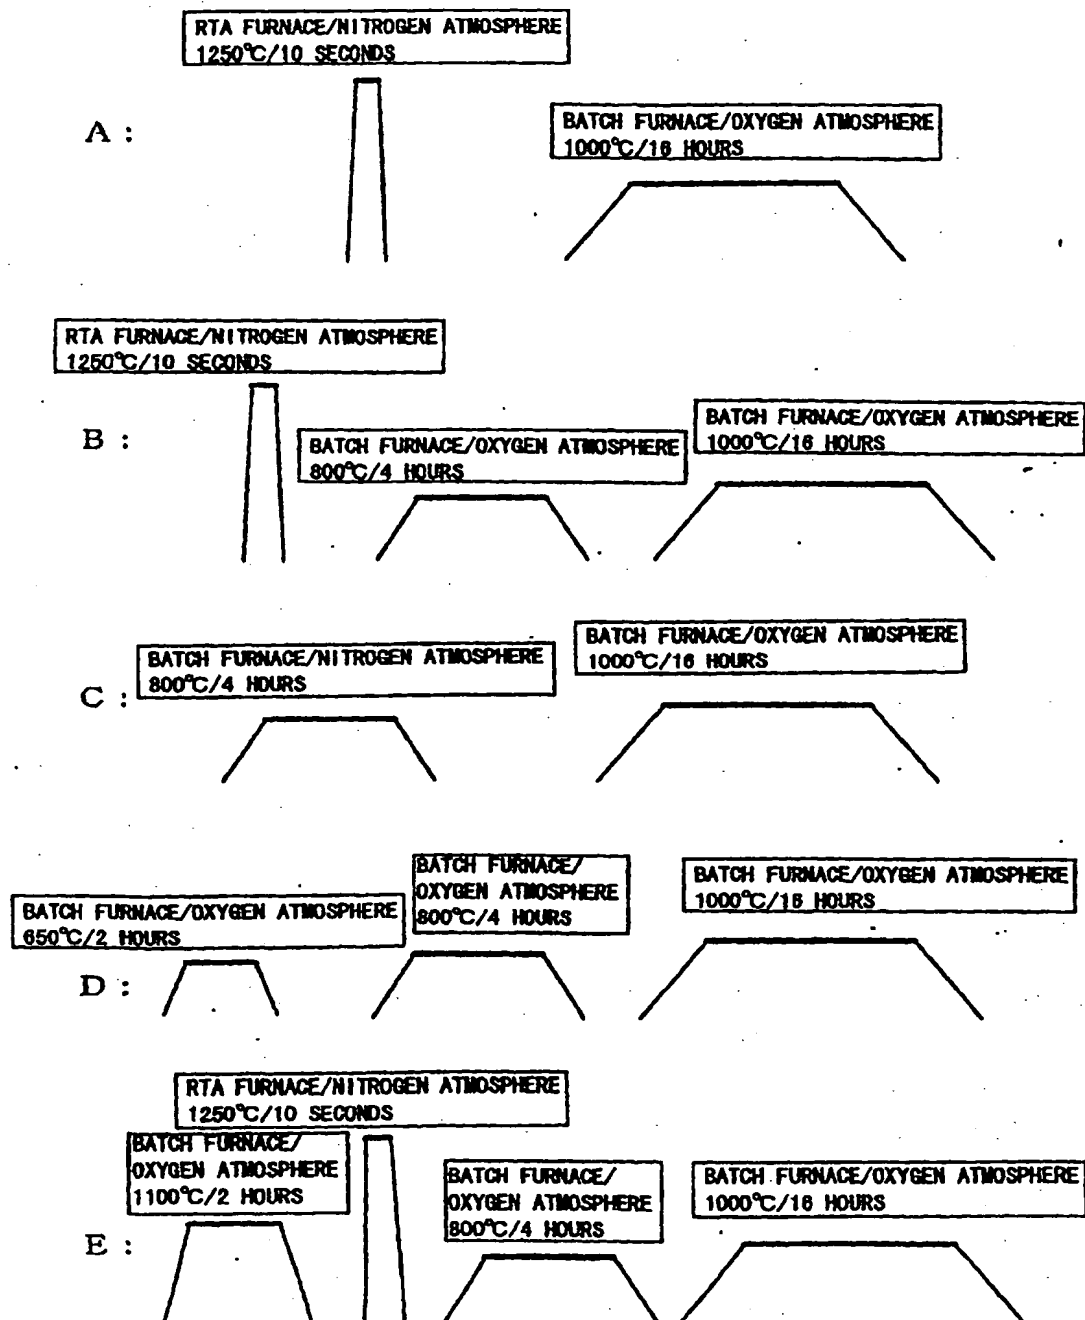 RTA FURNACE/NITROGEN ATMOSPHERE
1250°C/10 SECONDS
A :
BATCH FURNACE/OXYGEN ATMOSPHERE
1000°C/16 HOURS
RTA FURNACE/NITROGEN ATMOSPHERE
1250°C/10 SECONDS
B :
BATCH FURNACE/OXYGEN ATMOSPHERE
800°C/4 HOURS
BATCH FURNACE/OXYGEN ATMOSPHERE
1000°C/16 HOURS
C :
BATCH FURNACE/NITROGEN ATMOSPHERE
800°C/4 HOURS
BATCH FURNACE/OXYGEN ATMOSPHERE
1000°C/16 HOURS
BATCH FURNACE/OXYGEN ATMOSPHERE
650°C/2 HOURS
D :
BATCH FURNACE/
OXYGEN ATMOSPHERE
800°C/4 HOURS
BATCH FURNACE/OXYGEN ATMOSPHERE
1000°C/16 HOURS
RTA FURNACE/NITROGEN ATMOSPHERE
1250°C/10 SECONDS
BATCH FURNACE/
OXYGEN ATMOSPHERE
1100°C/2 HOURS
E :
BATCH FURNACE/
OXYGEN ATMOSPHERE
800°C/4 HOURS
BATCH FURNACE/OXYGEN ATMOSPHERE
1000°C/16 HOURS